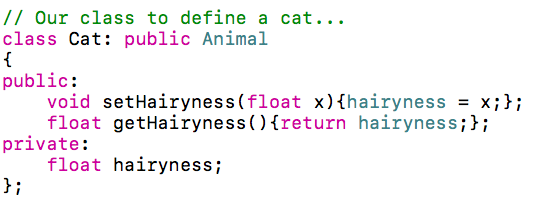 // Our class to define a cat...
class Cat: public Animal
{
public:
    void setHairyness(float x){hairyness = x;};
    float getHairyness(){return hairyness;};
private:
    float hairyness;
};